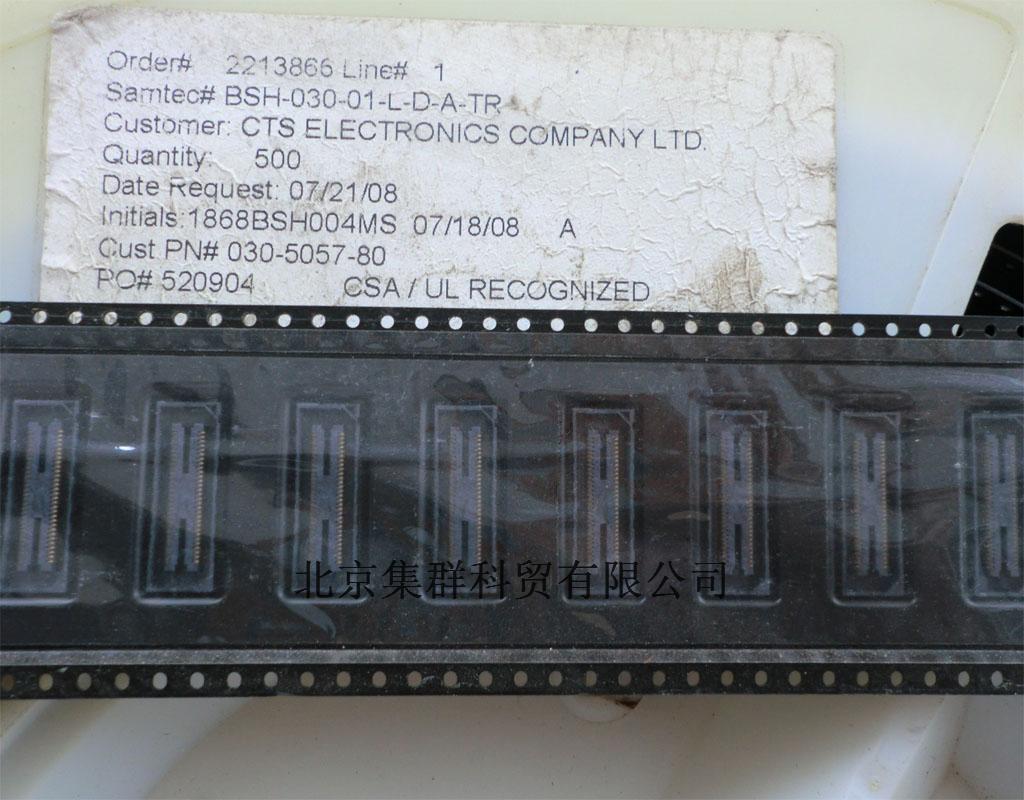 Order# 2213866 Line# 1
Samtec# BSH-030-01-L-D-A-TR
Customer: CTS ELECTRONICS COMPANY LTD.
Quantity: 500
Date Request: 07/21/08
Initials:1868BSH004MS 07/18/08 A
Cust PN# 030-5057-80
PO# 520904 CSA / UL RECOGNIZED
北京集群科贸有限公司